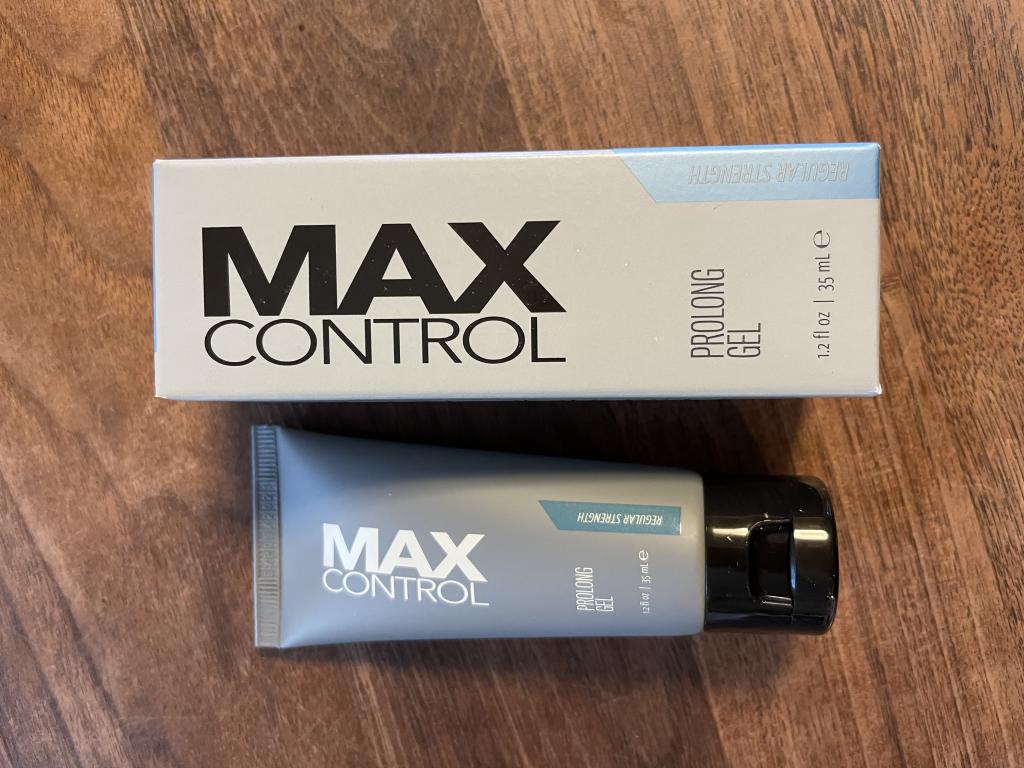 REGULAR STRENGTH
MAX
CONTROL
PROLONG
GEL
1.2 fl oz | 35 mL e
REGULAR STRENGTH
MAX
CONTROL
PROLONG
GEL
1.2 fl oz | 35 mL e